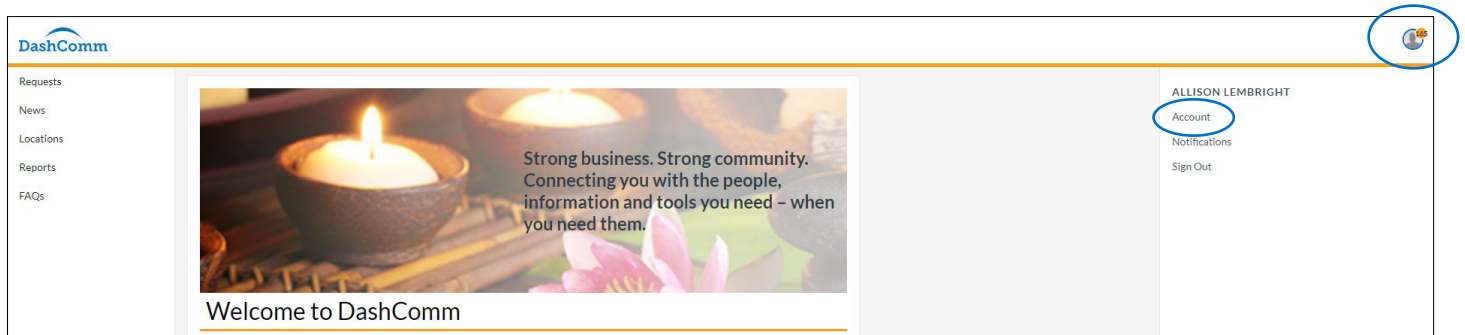 DashComm
165
Requests
News
Locations
Reports
FAQs
Strong business. Strong community.
Connecting you with the people,
information and tools you need – when
you need them.
Welcome to DashComm
ALLISON LEMBRIGHT
Account
Notifications
Sign Out